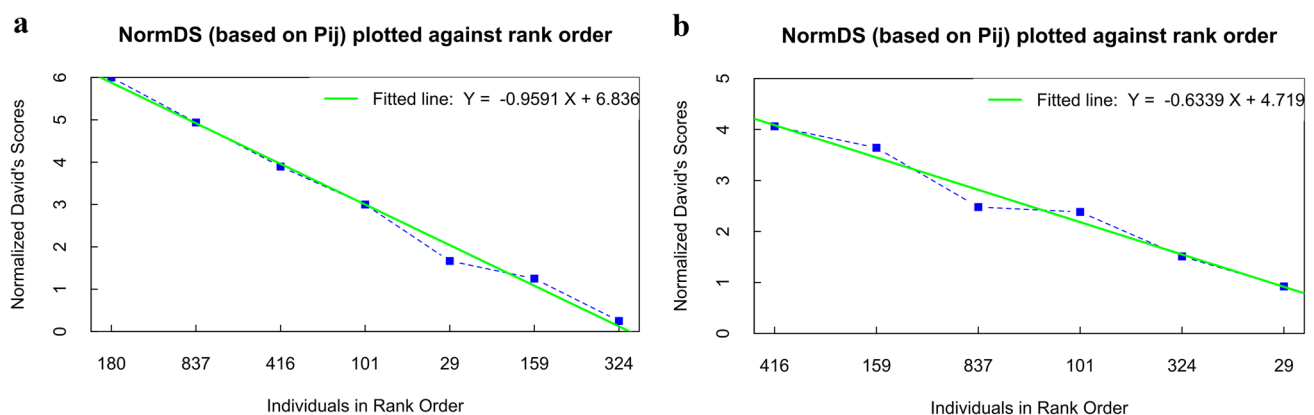 a
NormDS (based on Pij) plotted against rank order
Fitted line: Y = -0.9591 X + 6.836
Normalized David's Scores
6
5
4
3
2
1
0
180 837 416 101 29 159 324
Individuals in Rank Order
b
NormDS (based on Pij) plotted against rank order
Fitted line: Y = -0.6339 X + 4.719
Normalized David's Scores
5
4
3
2
1
0
416 159 837 101 324 29
Individuals in Rank Order